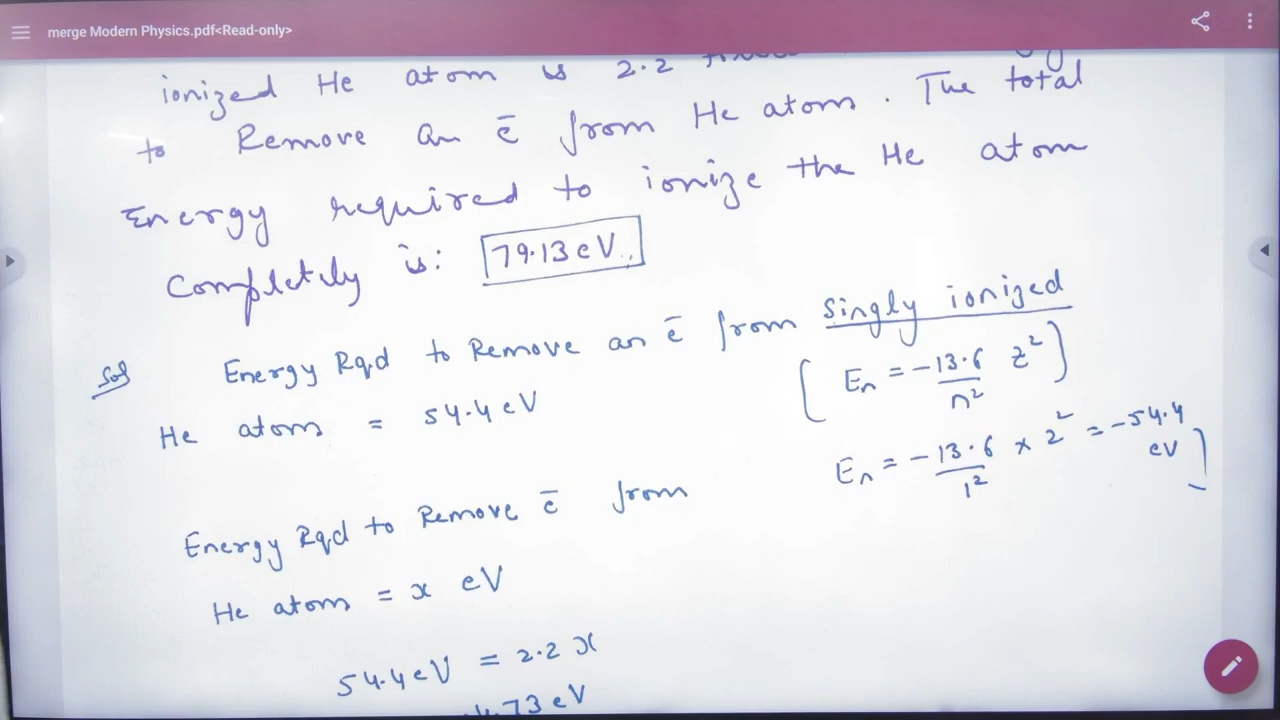 merge Modern Physics.pdf<Read-only>
ionized He atom is 2.2
to Remove an e̅ from He atom. The total
Energy required to ionize the He atom
Completely is: 79.13 eV.
Sol Energy Rqd to Remove an e̅ from Singly ionized
He atoms = 54.4 eV
[ En = -13.6/n² z² )
En = -13.6/1² x 2² = -54.4 eV ]
Energy Rqd to Remove e̅ from
He atom = x eV
54.4 eV = 2.2 x
73 eV